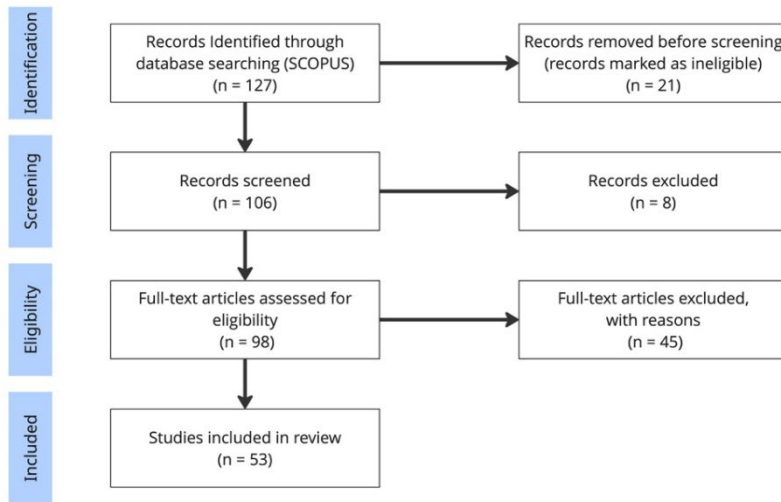 Identification
Records Identified through
database searching (SCOPUS)
(n = 127)
Records removed before screening
(records marked as ineligible)
(n = 21)
Screening
Records screened
(n = 106)
Records excluded
(n = 8)
Eligibility
Full-text articles assessed for
eligibility
(n = 98)
Full-text articles excluded,
with reasons
(n = 45)
Included
Studies included in review
(n = 53)